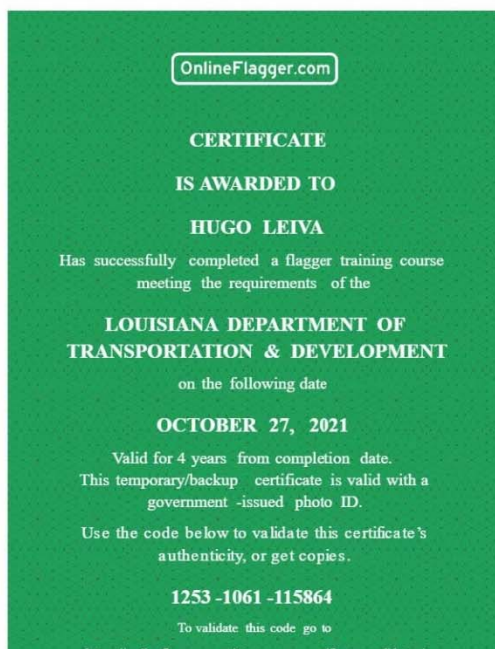 OnlineFlagger.com
CERTIFICATE
IS AWARDED TO
HUGO LEIVA
Has successfully completed a flagger training course
meeting the requirements of the
LOUISIANA DEPARTMENT OF
TRANSPORTATION & DEVELOPMENT
on the following date
OCTOBER 27, 2021
Valid for 4 years from completion date.
This temporary/backup certificate is valid with a
government -issued photo ID.
Use the code below to validate this certificate's
authenticity, or get copies.
1253 -1061 -115864
To validate this code go to